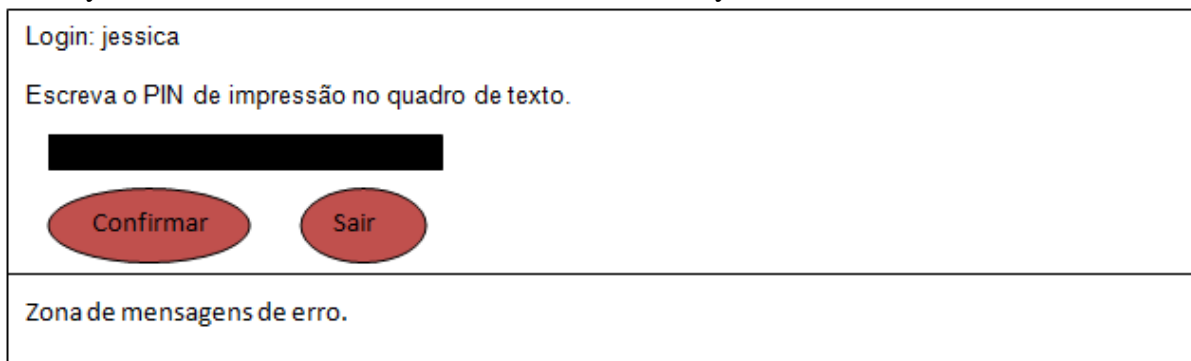 Login: jessica
Escreva o PIN de impressão no quadro de texto.
Confirmar Sair
Zona de mensagens de erro.